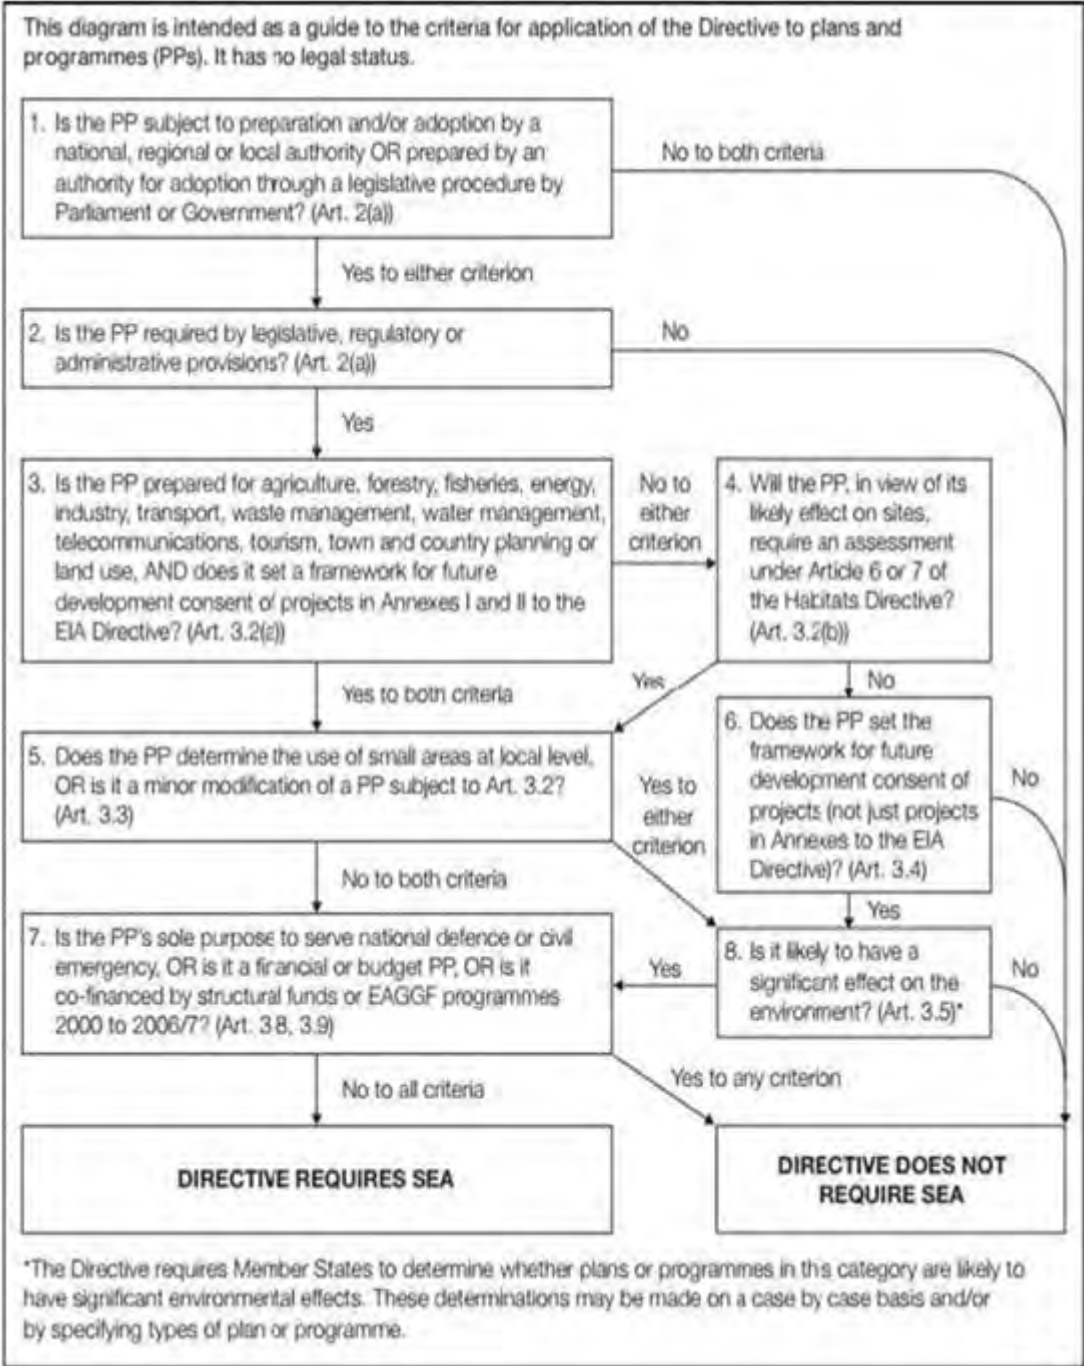 This diagram is intended as a guide to the criteria for application of the Directive to plans and
programmes (PPs). It has no legal status.
1. Is the PP subject to preparation and/or adoption by a
national, regional or local authority OR prepared by an
authority for adoption through a legislative procedure by
Parliament or Government? (Art. 2(a))
No to both criteria
Yes to either criterion
2. Is the PP required by legislative, regulatory or
administrative provisions? (Art. 2(a))
No
Yes
3. Is the PP prepared for agriculture, forestry, fisheries, energy,
industry, transport, waste management, water management,
telecommunications, tourism, town and country planning or
land use, AND does it set a framework for future
development consent of projects in Annexes I and II to the
EIA Directive? (Art. 3.2(a))
No to
either
criterion
4. Will the PP, in view of its
likely effect on sites,
require an assessment
under Article 6 or 7 of
the Habitats Directive?
(Art. 3.2(b))
Yes to both criteria
Yes
No
5. Does the PP determine the use of small areas at local level,
OR is it a minor modification of a PP subject to Art. 3.2?
(Art. 3.3)
Yes to
either
criterion
6. Does the PP set the
framework for future
development consent of
projects (not just projects
in Annexes to the EIA
Directive)? (Art. 3.4)
No
No to both criteria
Yes
7. Is the PP's sole purpose to serve national defence or civil
emergency, OR is it a financial or budget PP, OR is it
co-financed by structural funds or EAGGF programmes
2000 to 2006/7? (Art. 3.8, 3.9)
Yes
8. Is it likely to have a
significant effect on the
environment? (Art. 3.5)*
No
No to all criteria
Yes to any criterion
DIRECTIVE REQUIRES SEA
DIRECTIVE DOES NOT
REQUIRE SEA
*The Directive requires Member States to determine whether plans or programmes in this category are likely to
have significant environmental effects. These determinations may be made on a case by case basis and/or
by specifying types of plan or programme.